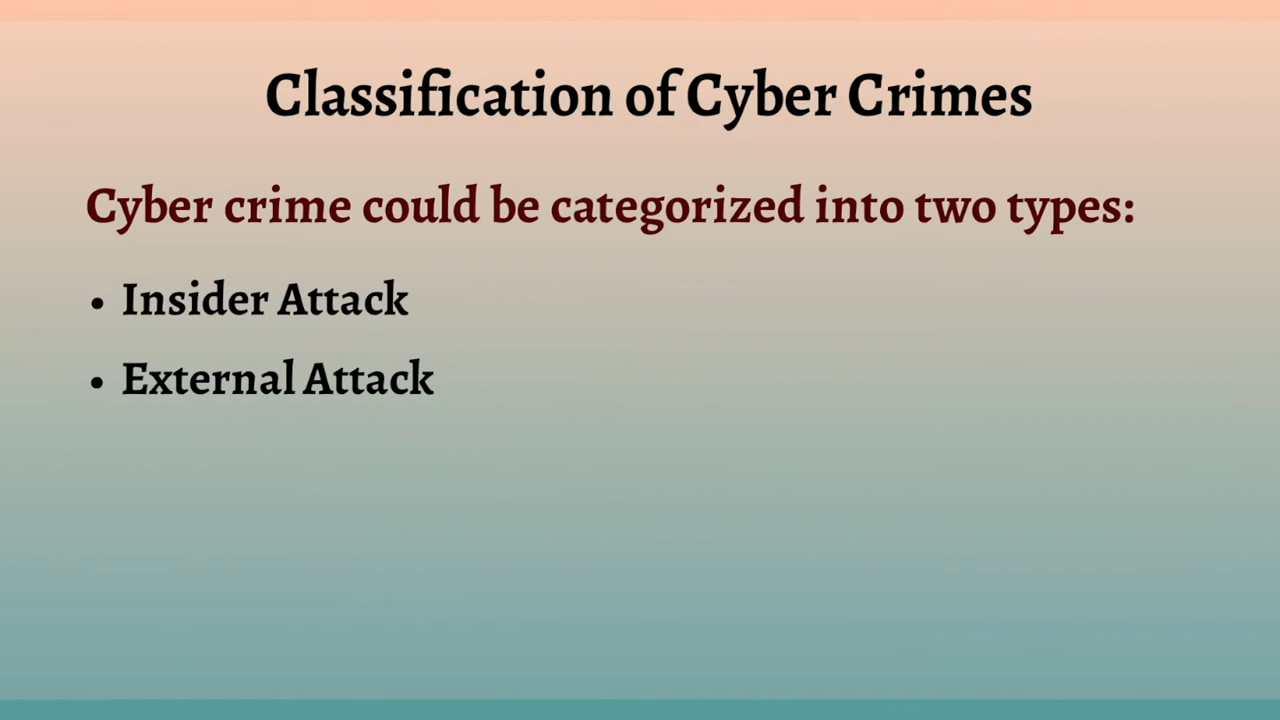 Classification of Cyber Crimes
Cyber crime could be categorized into two types:
• Insider Attack
• External Attack